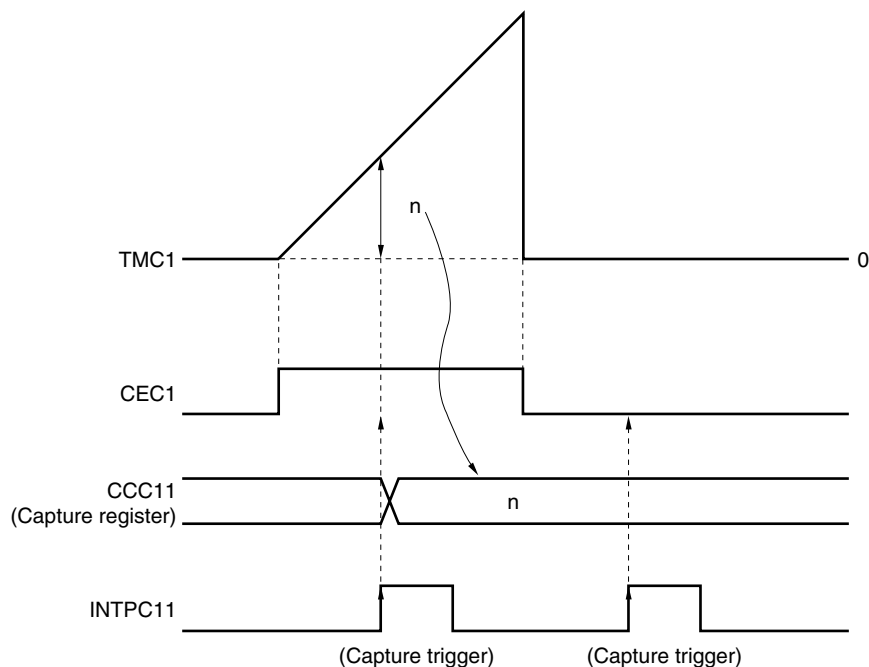 n
TMC1
0
CEC1
CCC11
(Capture register)
n
INTPC11
(Capture trigger)
(Capture trigger)